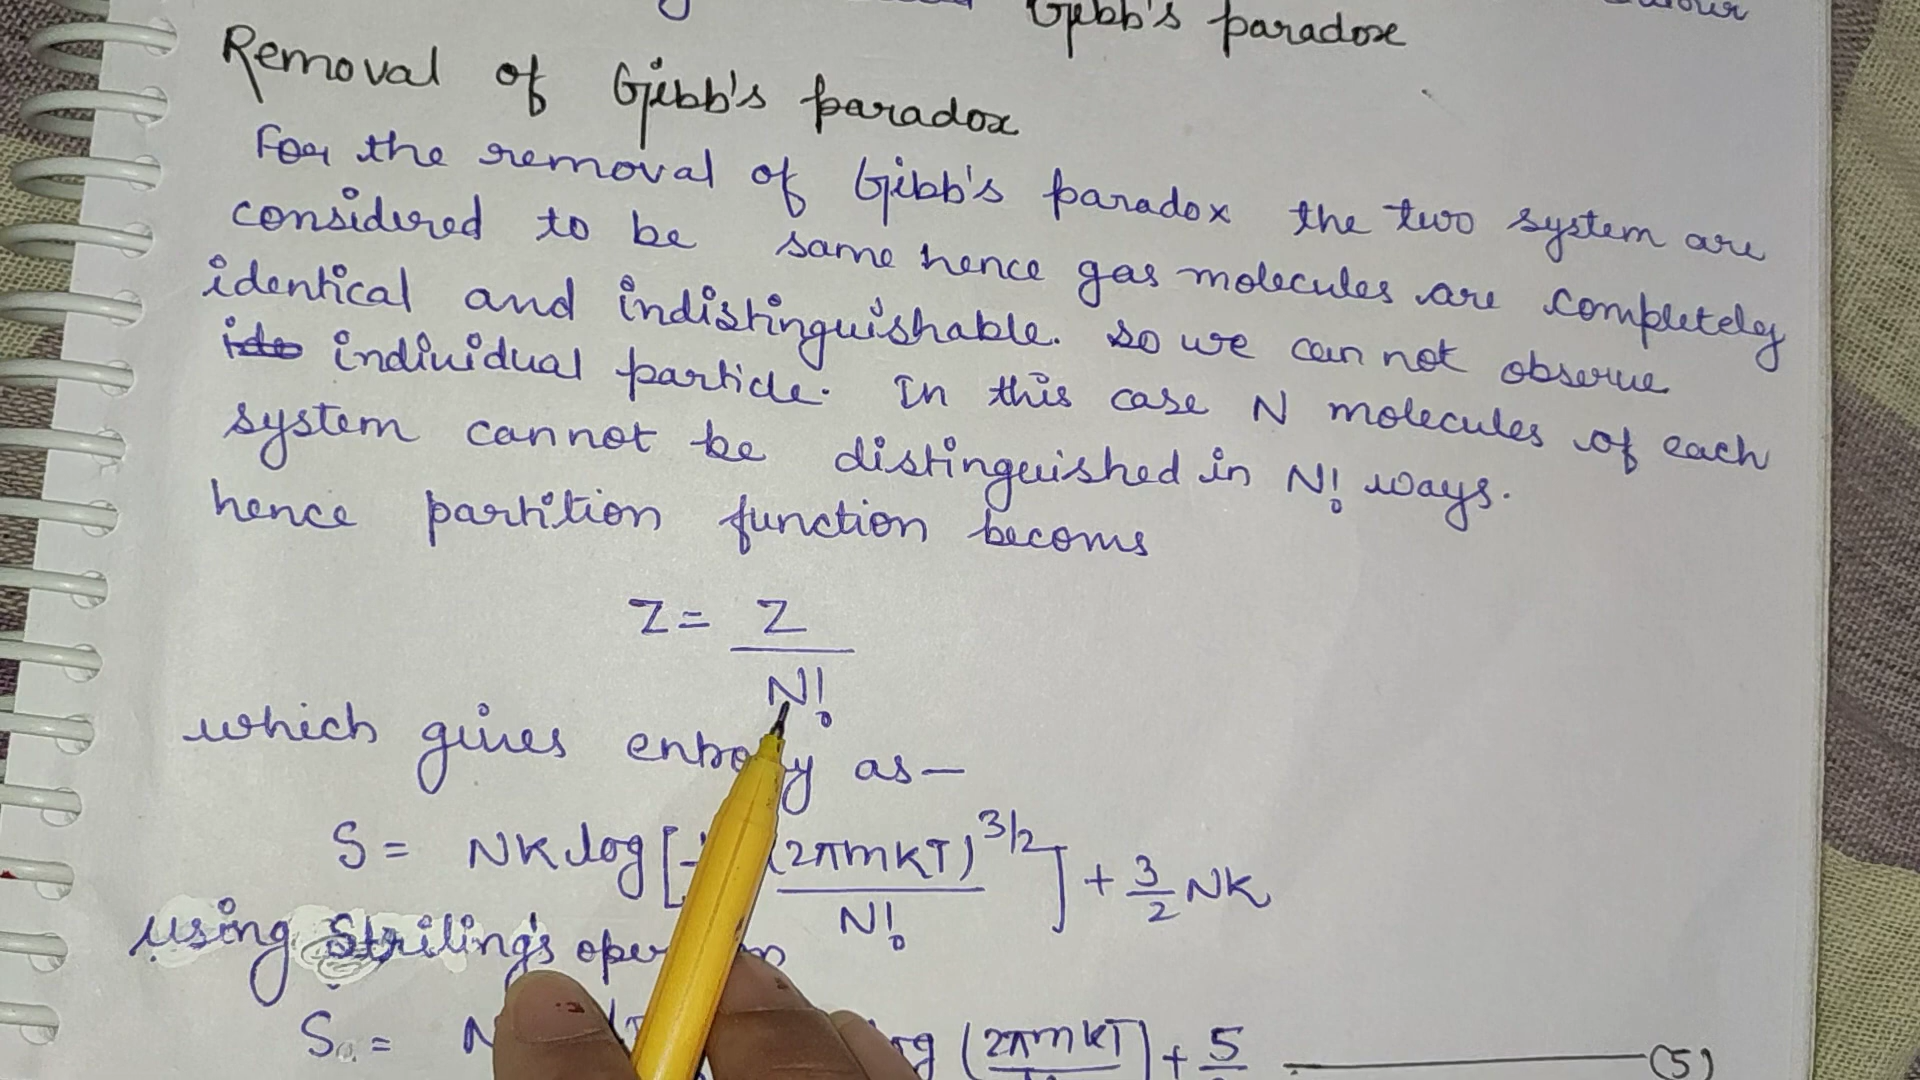 Gibb's paradox
Removal of Gibb's paradox
For the removal of Gibb's paradox the two system are
considered to be same hence gas molecules are completely
identical and indistinguishable. so we can not observe
individual particle. In this case N molecules of each
system cannot be distinguished in N! ways.
hence partition function becoms
Z = Z / N!
which gives entropy as —
S = NK log [ (2πmKT)^3/2 / N! ] + 3/2 NK
using Striling's
S = N log (2πmKT) + 5 — (5)